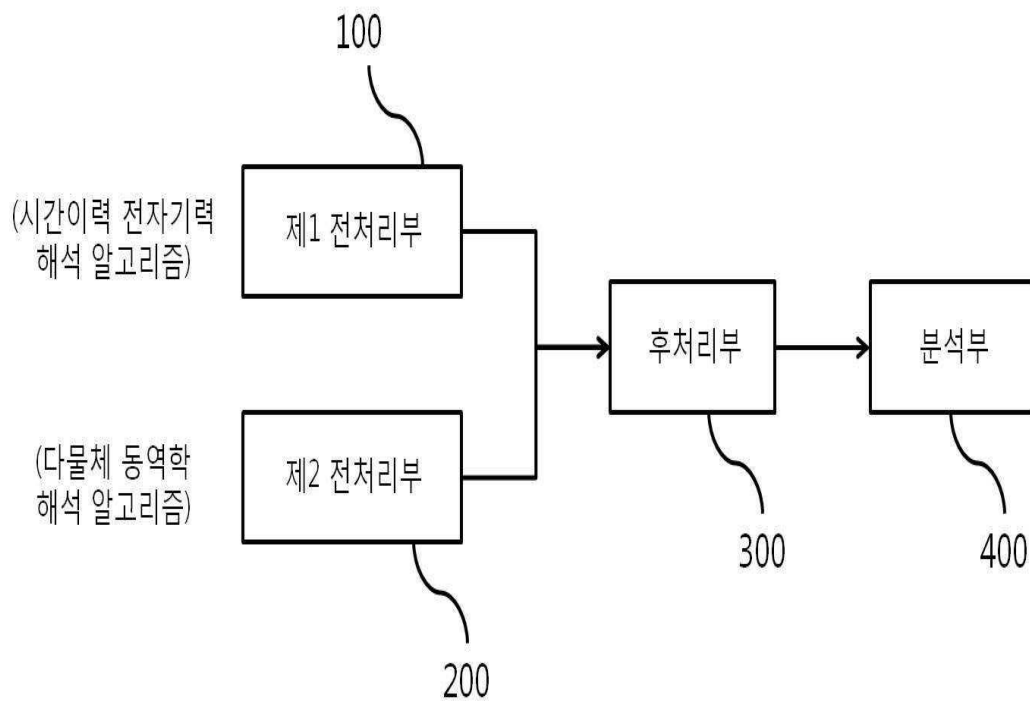 100
(시간이력 전자기력
해석 알고리즘)
제1 전처리부
후처리부
분석부
(다물체 동역학
해석 알고리즘)
제2 전처리부
300
400
200